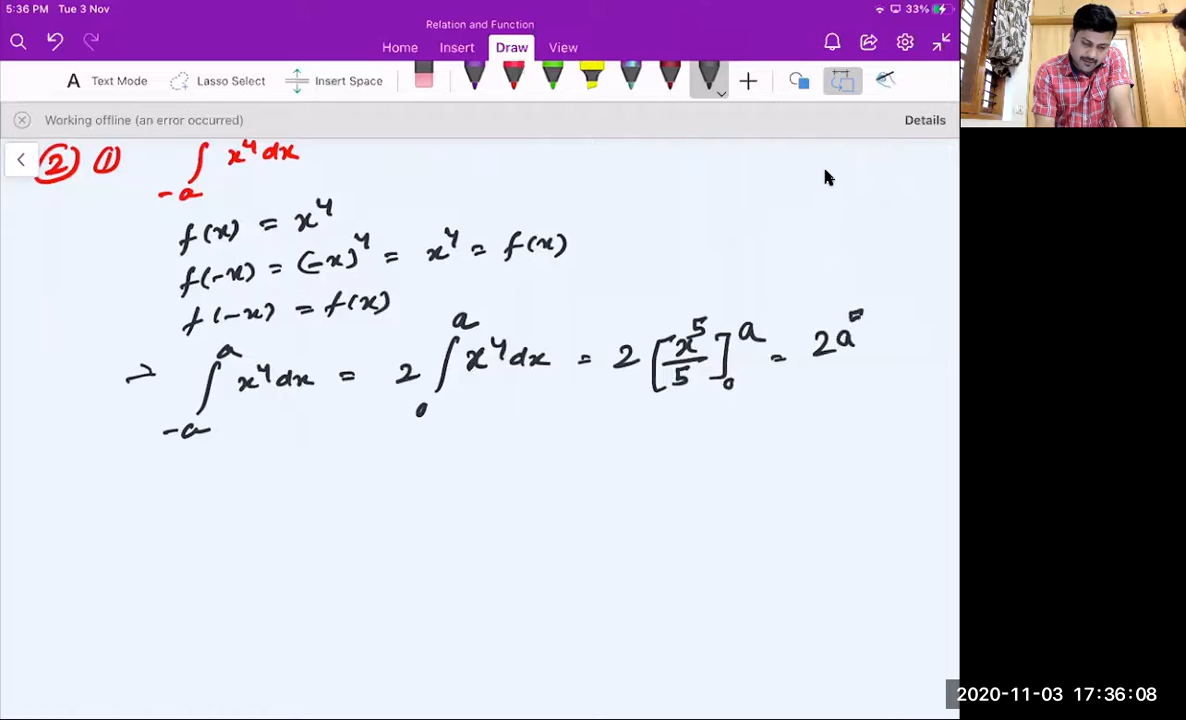 5:36 PM Tue 3 Nov
33%
Relation and Function
Home Insert Draw View
A Text Mode Lasso Select Insert Space
Working offline (an error occurred) Details
② ① ∫_{-a} x⁴ dx
f(x) = x⁴
f(-x) = (-x)⁴ = x⁴ = f(x)
f(-x) = f(x)
⇒ ∫_{-a}^{a} x⁴ dx = 2 ∫_{0}^{a} x⁴ dx = 2 [x⁵/5]_{0}^{a} = 2a⁵
2020-11-03 17:36:08